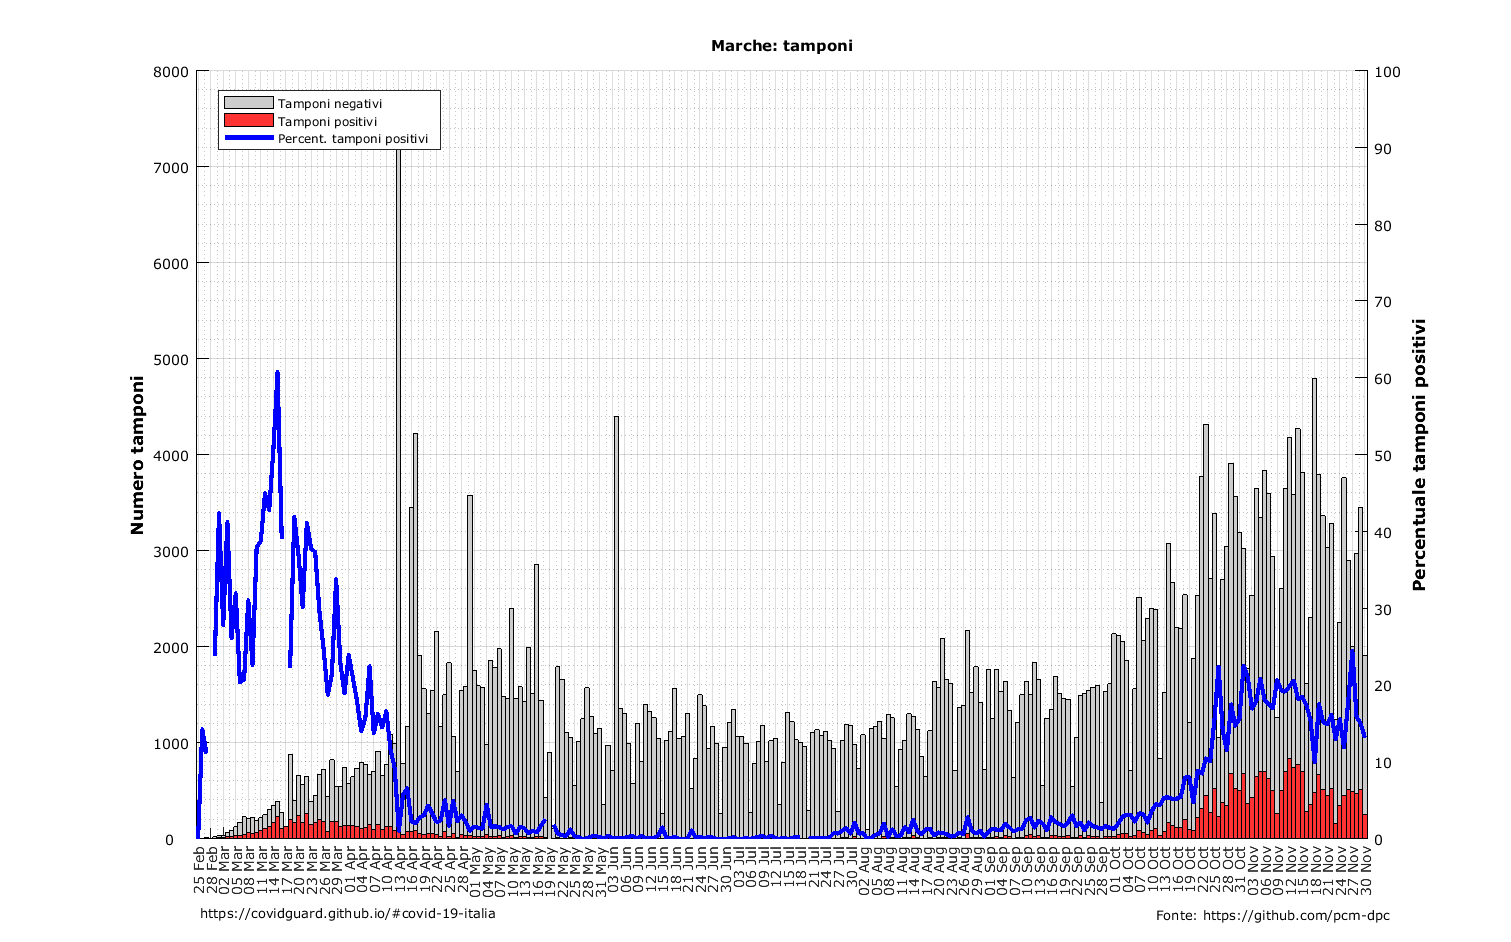 Marche: tamponi
8000
7000
6000
5000
4000
3000
2000
1000
0
100
90
80
70
60
50
40
30
20
10
0
Tamponi negativi
Tamponi positivi
Percent. tamponi positivi
Numero tamponi
Percentuale tamponi positivi
25 Feb
28 Feb
02 Mar
05 Mar
08 Mar
11 Mar
14 Mar
17 Mar
20 Mar
23 Mar
26 Mar
29 Mar
01 Apr
04 Apr
07 Apr
10 Apr
13 Apr
16 Apr
19 Apr
22 Apr
25 Apr
28 Apr
01 May
04 May
07 May
10 May
13 May
16 May
19 May
22 May
25 May
28 May
31 May
03 Jun
06 Jun
09 Jun
12 Jun
15 Jun
18 Jun
21 Jun
24 Jun
27 Jun
30 Jun
03 Jul
06 Jul
09 Jul
12 Jul
15 Jul
18 Jul
21 Jul
24 Jul
27 Jul
30 Jul
02 Aug
05 Aug
08 Aug
11 Aug
14 Aug
17 Aug
20 Aug
23 Aug
26 Aug
29 Aug
01 Sep
04 Sep
07 Sep
10 Sep
13 Sep
16 Sep
19 Sep
22 Sep
25 Sep
28 Sep
01 Oct
04 Oct
07 Oct
10 Oct
13 Oct
16 Oct
19 Oct
22 Oct
25 Oct
28 Oct
31 Oct
03 Nov
06 Nov
09 Nov
12 Nov
15 Nov
18 Nov
21 Nov
24 Nov
27 Nov
30 Nov
https://covidguard.github.io/#covid-19-italia
Fonte: https://github.com/pcm-dpc